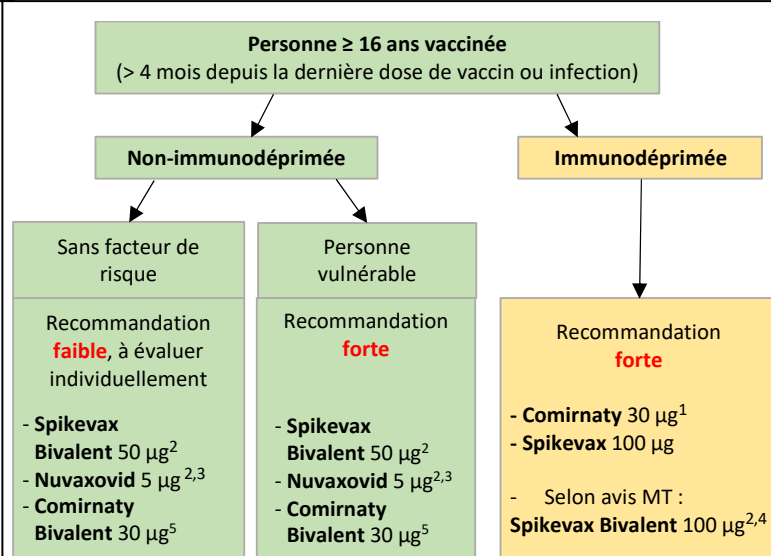 Personne ≥ 16 ans vaccinée
(> 4 mois depuis la dernière dose de vaccin ou infection)
Non-immunodéprimée
Immunodéprimée
Sans facteur de
risque
Recommandation
faible, à évaluer
individuellement
- Spikevax
Bivalent 50 µg²
- Nuvaxovid 5 µg²,³
- Comirnaty
Bivalent 30 µg⁵
Personne
vulnérable
Recommandation
forte
- Spikevax
Bivalent 50 µg²
- Nuvaxovid 5 µg²,³
- Comirnaty
Bivalent 30 µg⁵
Recommandation
forte
- Comirnaty 30 µg¹
- Spikevax 100 µg
- Selon avis MT :
Spikevax Bivalent 100 µg²,⁴